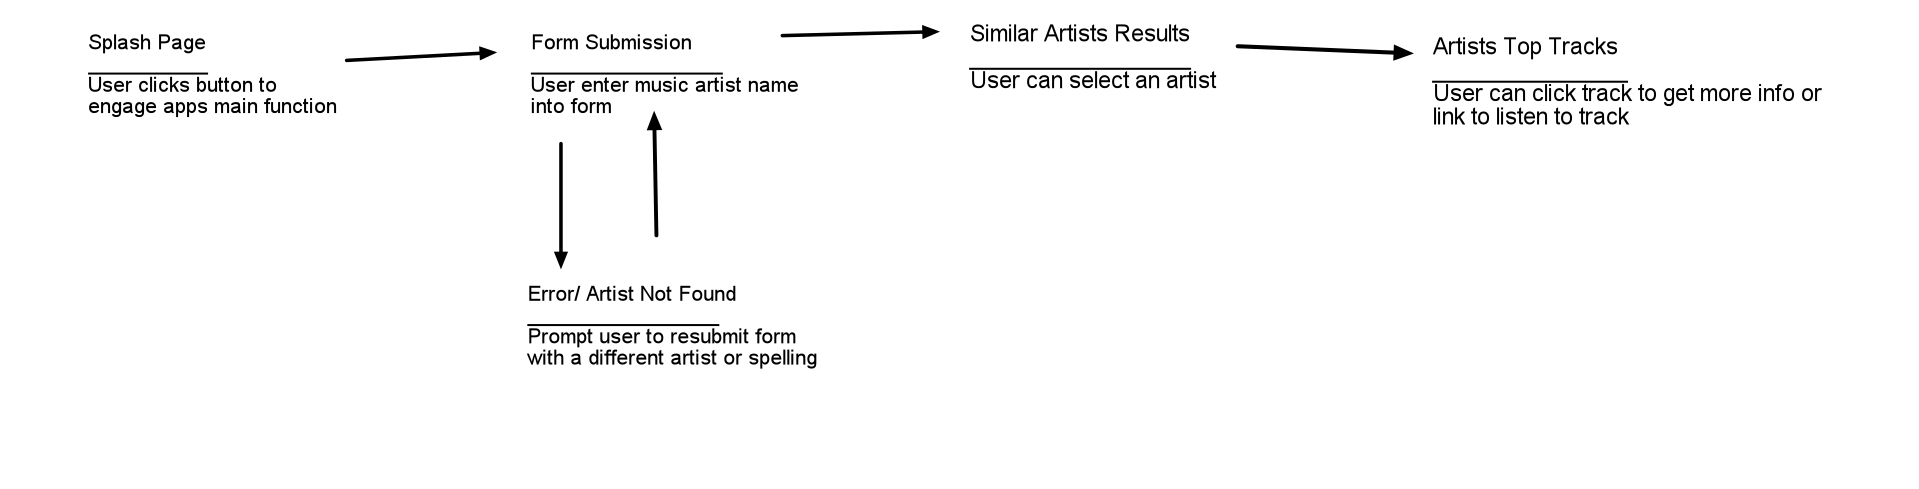 Splash Page
User clicks button to
engage apps main function
Form Submission
User enter music artist name
into form
Similar Artists Results
User can select an artist
Artists Top Tracks
User can click track to get more info or
link to listen to track
Error/ Artist Not Found
Prompt user to resubmit form
with a different artist or spelling